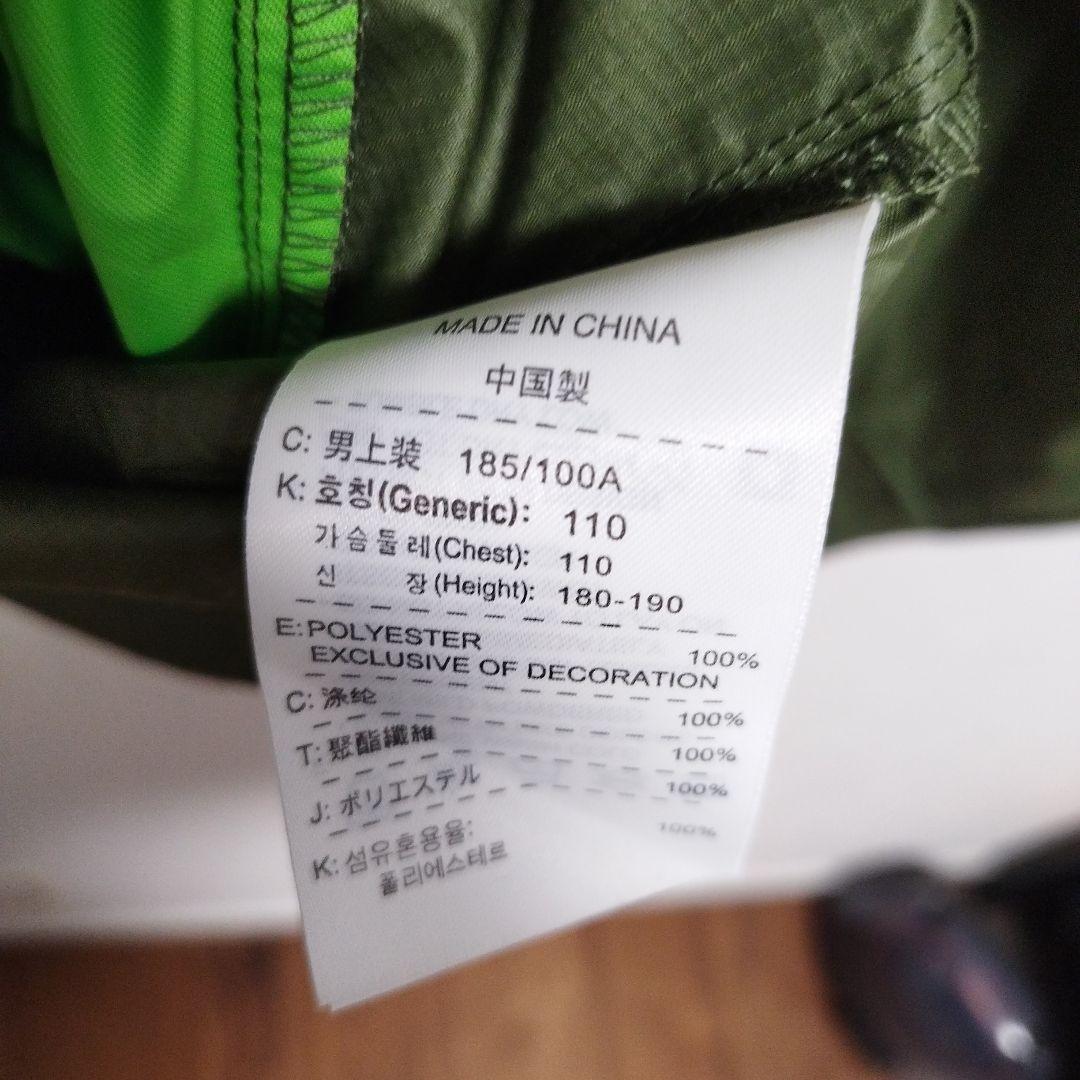 MADE IN CHINA
中国製
C: 男上装 185/100A
K: 호칭(Generic): 110
가슴둘레(Chest): 110
신 장(Height): 180-190
E: POLYESTER 100%
EXCLUSIVE OF DECORATION
C: 涤纶 100%
T: 聚酯纖維 100%
J: ポリエステル 100%
K: 섬유혼용율: 100%
폴리에스테르